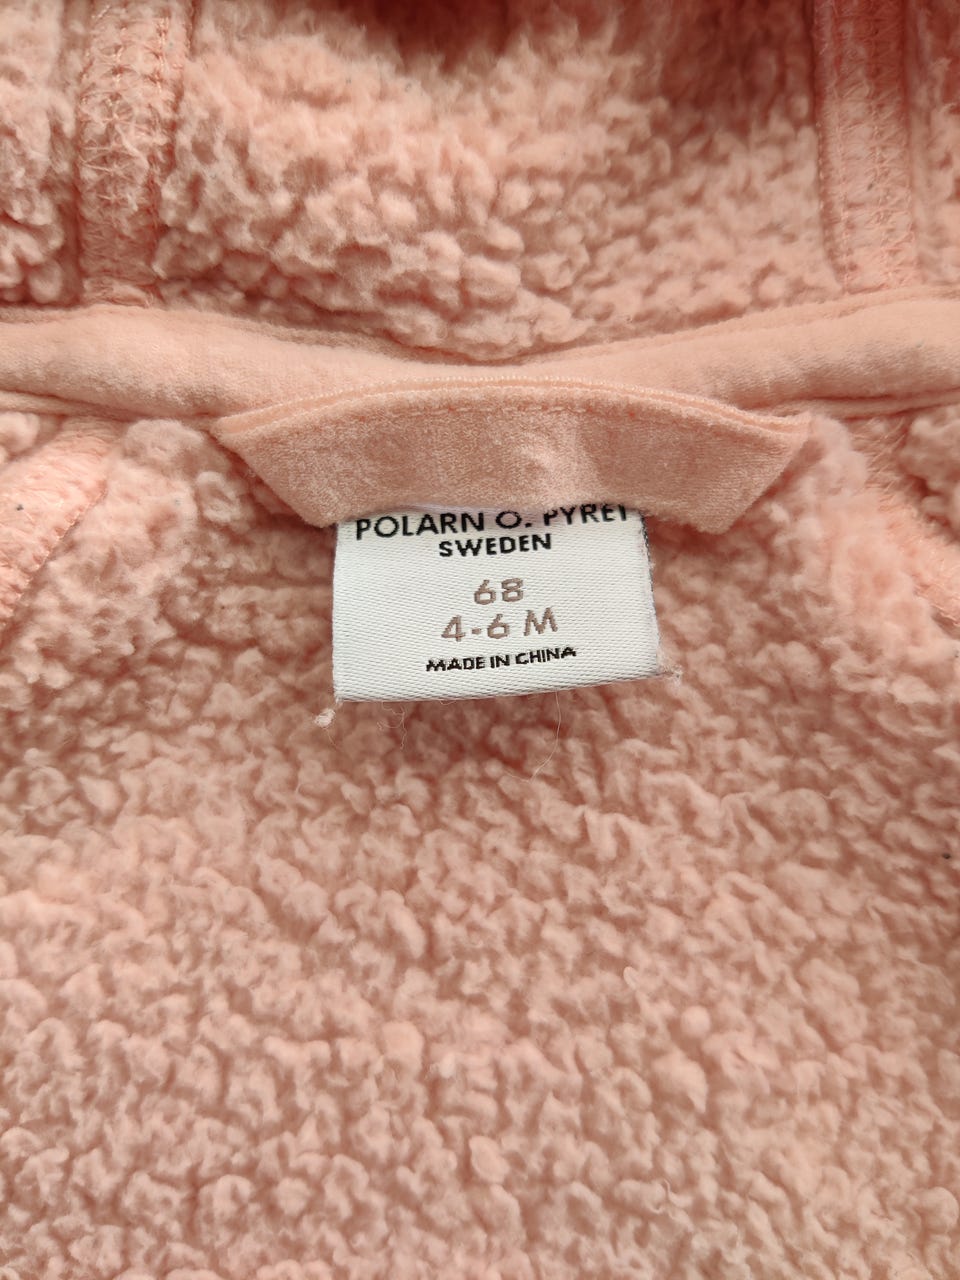 POLARN O. PYRET
SWEDEN
68
4-6 M
MADE IN CHINA